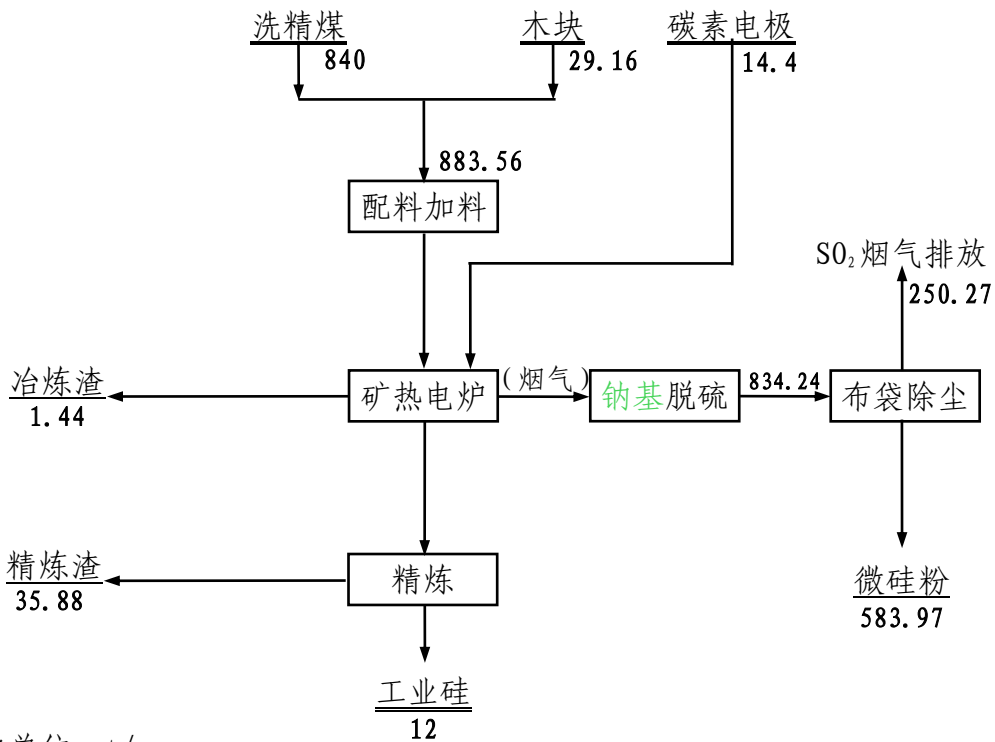 洗精煤
840
木块
29.16
碳素电极
14.4
883.56
配料加料
SO₂烟气排放
250.27
冶炼渣
1.44
矿热电炉
(烟气)
钠基脱硫
834.24
布袋除尘
精炼渣
35.88
精炼
微硅粉
583.97
工业硅
12